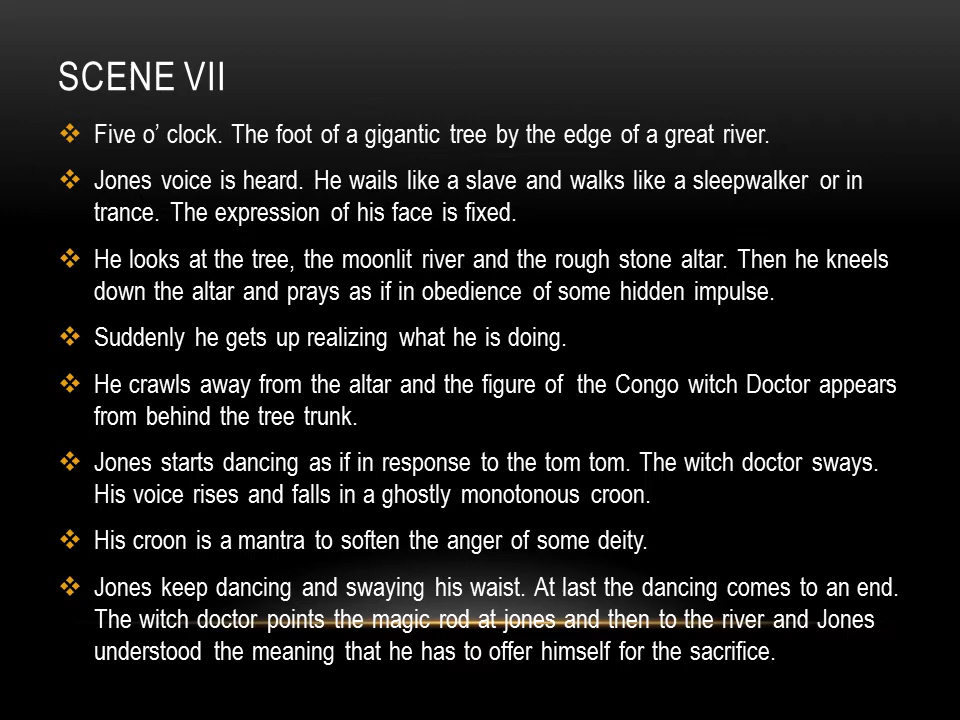 SCENE VII
❖ Five o’ clock. The foot of a gigantic tree by the edge of a great river.
❖ Jones voice is heard. He wails like a slave and walks like a sleepwalker or in
trance. The expression of his face is fixed.
❖ He looks at the tree, the moonlit river and the rough stone altar. Then he kneels
down the altar and prays as if in obedience of some hidden impulse.
❖ Suddenly he gets up realizing what he is doing.
❖ He crawls away from the altar and the figure of the Congo witch Doctor appears
from behind the tree trunk.
❖ Jones starts dancing as if in response to the tom tom. The witch doctor sways.
His voice rises and falls in a ghostly monotonous croon.
❖ His croon is a mantra to soften the anger of some deity.
❖ Jones keep dancing and swaying his waist. At last the dancing comes to an end.
The witch doctor points the magic rod at jones and then to the river and Jones
understood the meaning that he has to offer himself for the sacrifice.